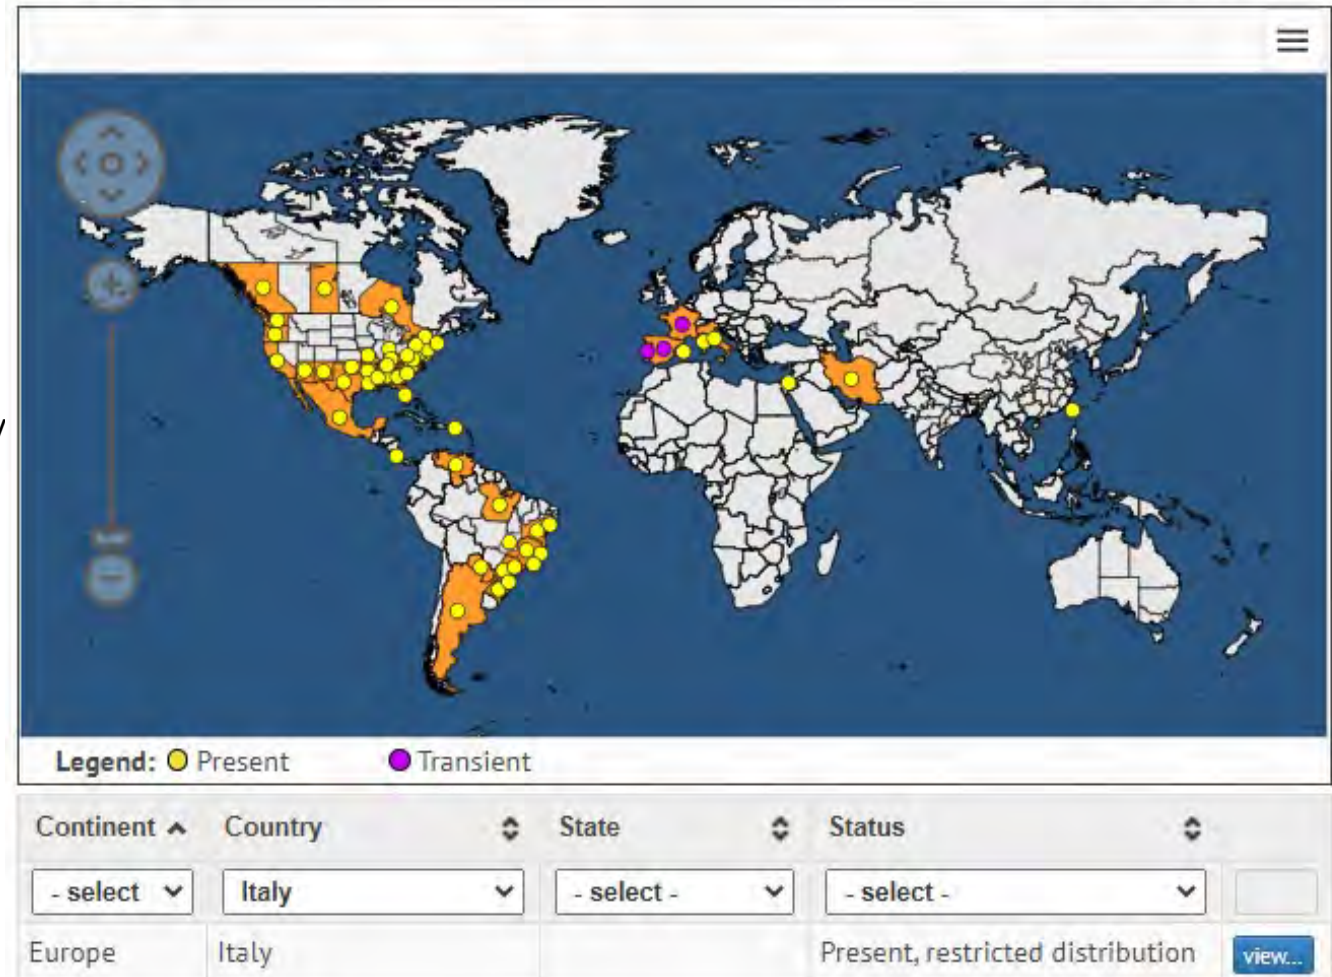 Legend: Present Transient
Continent Country State Status
- select Italy - select - - select -
Europe Italy Present, restricted distribution view...